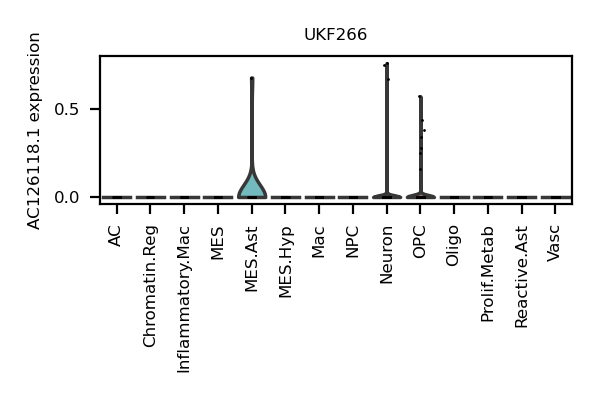 UKF266
AC126118.1 expression
0.5
0.0
AC
Chromatin.Reg
Inflammatory.Mac
MES
MES.Ast
MES.Hyp
Mac
NPC
Neuron
OPC
Oligo
Prolif.Metab
Reactive.Ast
Vasc